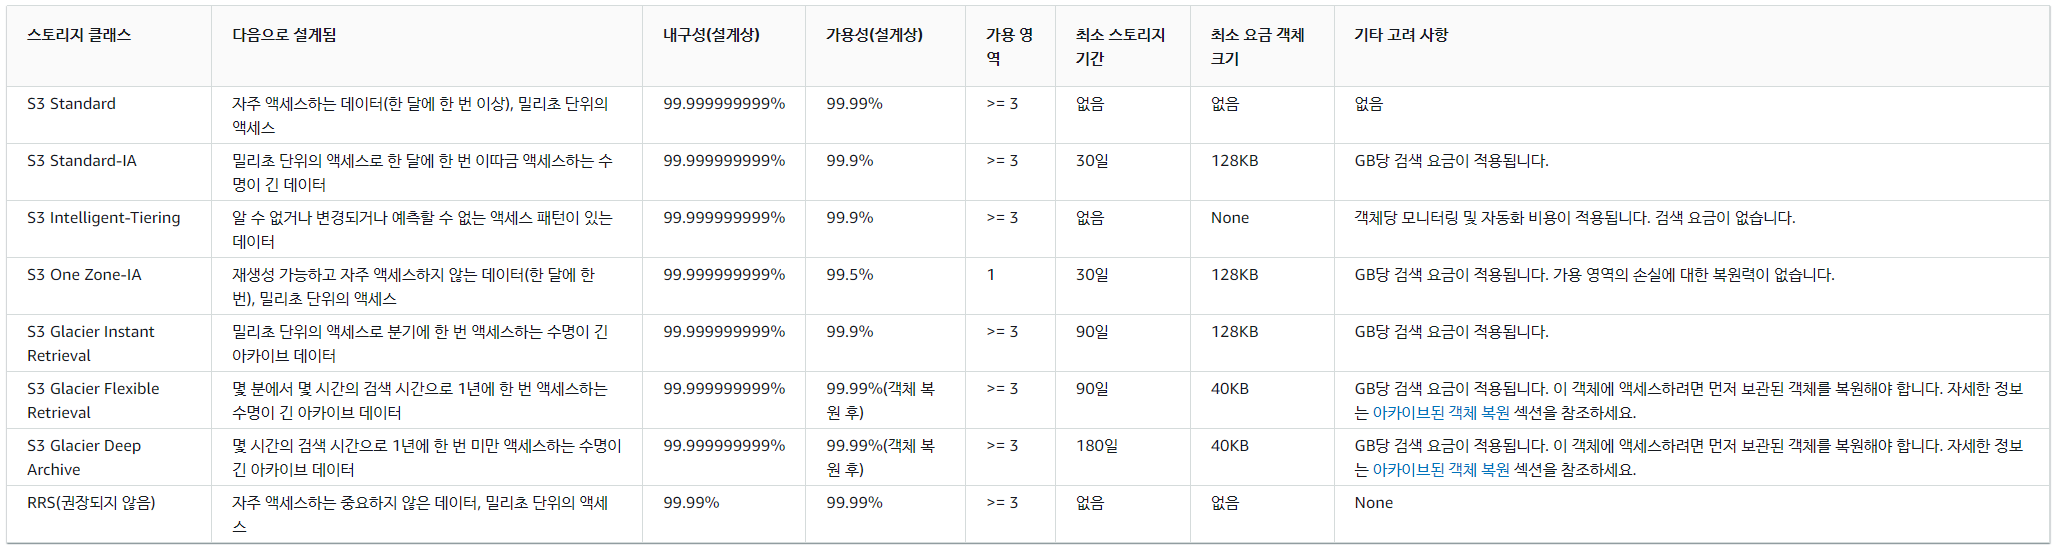 스토리지 클래스 다음으로 설계됨 내구성(설계상) 가용성(설계상) 가용 영역 최소 스토리지 기간 최소 요금 객체 크기 기타 고려 사항
S3 Standard 자주 액세스하는 데이터(한 달에 한 번 이상), 밀리초 단위의 액세스 99.999999999% 99.99% >= 3 없음 없음 없음
S3 Standard-IA 밀리초 단위의 액세스로 한 달에 한 번 이따금 액세스하는 수명이 긴 데이터 99.999999999% 99.9% >= 3 30일 128KB GB당 검색 요금이 적용됩니다.
S3 Intelligent-Tiering 알 수 없거나 변경되거나 예측할 수 없는 액세스 패턴이 있는 데이터 99.999999999% 99.9% >= 3 없음 None 객체당 모니터링 및 자동화 비용이 적용됩니다. 검색 요금이 없습니다.
S3 One Zone-IA 재생성 가능하고 자주 액세스하지 않는 데이터(한 달에 한 번), 밀리초 단위의 액세스 99.999999999% 99.5% 1 30일 128KB GB당 검색 요금이 적용됩니다. 가용 영역의 손실에 대한 복원력이 없습니다.
S3 Glacier Instant Retrieval 밀리초 단위의 액세스로 분기에 한 번 액세스하는 수명이 긴 아카이브 데이터 99.999999999% 99.9% >= 3 90일 128KB GB당 검색 요금이 적용됩니다.
S3 Glacier Flexible Retrieval 몇 분에서 몇 시간의 검색 시간으로 1년에 한 번 액세스하는 수명이 긴 아카이브 데이터 99.999999999% 99.99%(객체 복원 후) >= 3 90일 40KB GB당 검색 요금이 적용됩니다. 이 객체에 액세스하려면 먼저 보관된 객체를 복원해야 합니다. 자세한 정보는 아카이브된 객체 복원 섹션을 참조하세요.
S3 Glacier Deep Archive 몇 시간의 검색 시간으로 1년에 한 번 미만 액세스하는 수명이 긴 아카이브 데이터 99.999999999% 99.99%(객체 복원 후) >= 3 180일 40KB GB당 검색 요금이 적용됩니다. 이 객체에 액세스하려면 먼저 보관된 객체를 복원해야 합니다. 자세한 정보는 아카이브된 객체 복원 섹션을 참조하세요.
RRS(권장되지 않음) 자주 액세스하는 중요하지 않은 데이터, 밀리초 단위의 액세스 99.99% 99.99% >= 3 없음 없음 None